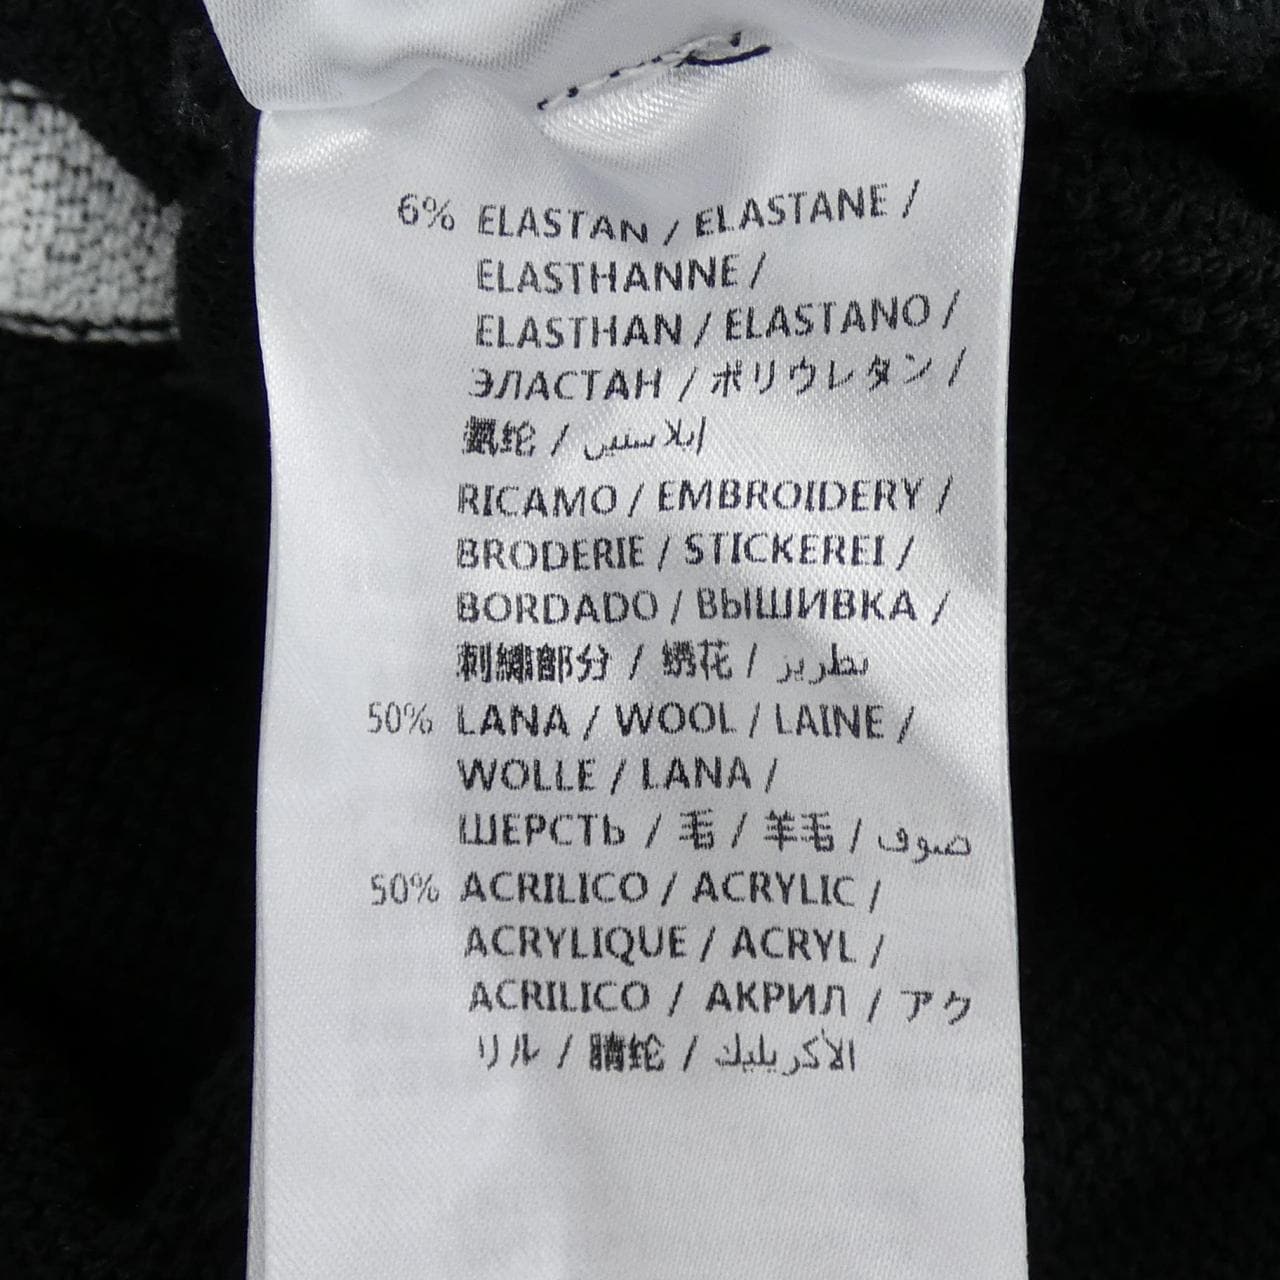 6% ELASTAN / ELASTANE /
ELASTHANNE /
ELASTHAN / ELASTANO /
ЭЛАСТАН / ポリウレタン /
氨纶 / إيلاستين
RICAMO / EMBROIDERY /
BRODERIE / STICKEREI /
BORDADO / ВЫШИВКА /
刺繍部分 / 绣花 / تطريز
50% LANA / WOOL / LAINE /
WOLLE / LANA /
ШЕРСТЬ / 毛 / 羊毛 / صوف
50% ACRILICO / ACRYLIC /
ACRYLIQUE / ACRYL /
ACRILICO / АКРИЛ / アク
リル / 腈纶 / الأكريليك